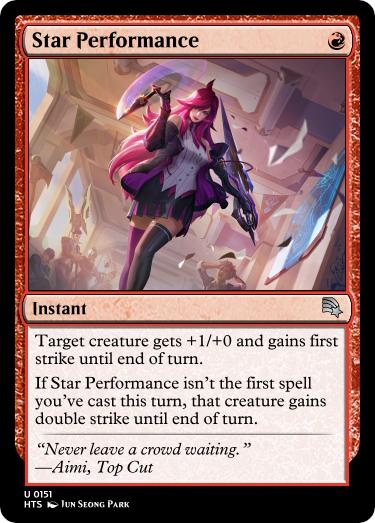 Star Performance
Instant
Target creature gets +1/+0 and gains first
strike until end of turn.
If Star Performance isn't the first spell
you've cast this turn, that creature gains
double strike until end of turn.
“Never leave a crowd waiting.”
—Aimi, Top Cut
U 0151
HTS Jun Seong Park